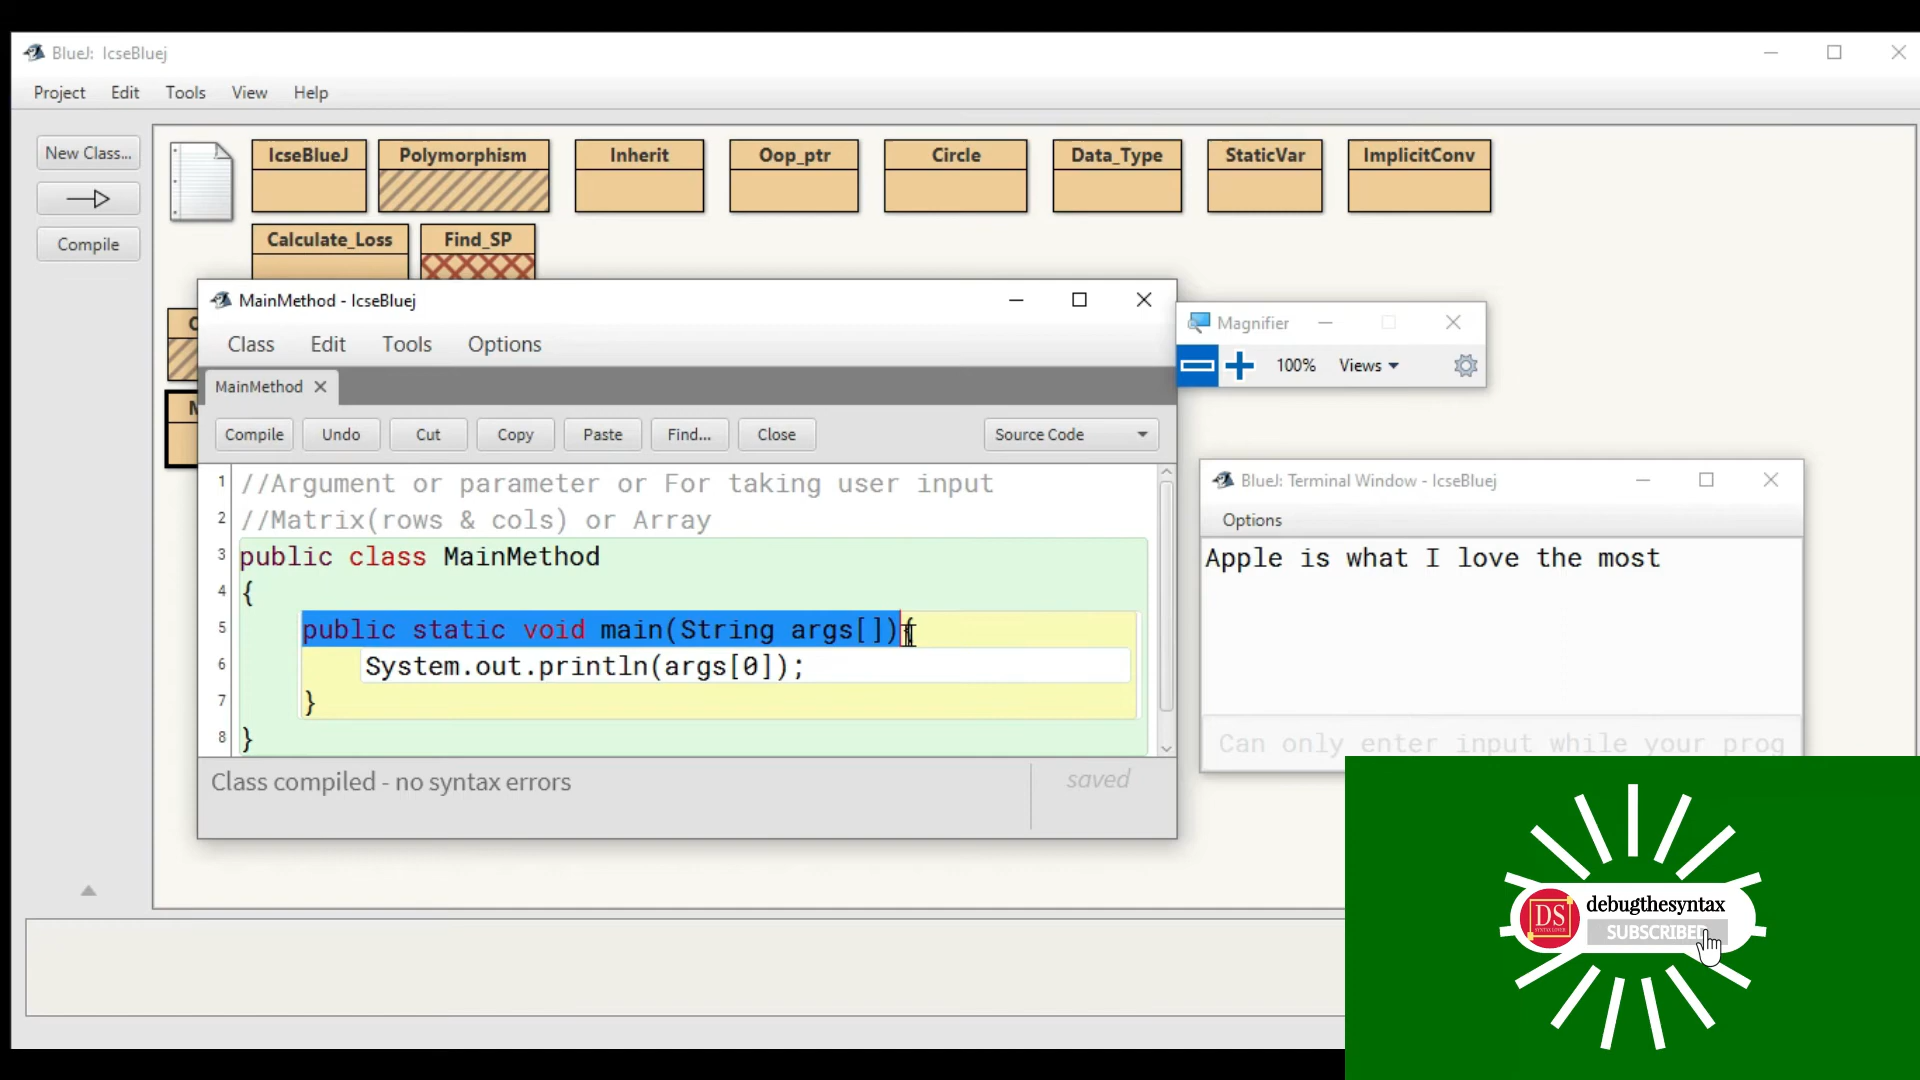 BlueJ: IcseBluej
Project Edit Tools View Help
New Class...
Compile
IcseBlueJ Polymorphism Inherit Oop_ptr Circle Data_Type StaticVar ImplicitConv
Calculate_Loss Find_SP
MainMethod - IcseBluej
Class Edit Tools Options
MainMethod
Compile Undo Cut Copy Paste Find... Close Source Code
1 //Argument or parameter or For taking user input
2 //Matrix(rows & cols) or Array
3 public class MainMethod
4 {
5 public static void main(String args[]){
6 System.out.println(args[0]);
7 }
8 }
Class compiled - no syntax errors
saved
Magnifier
100% Views
BlueJ: Terminal Window - IcseBluej
Options
Apple is what I love the most
Can only enter input while your prog
DS
debugthesyntax
SUBSCRIBED